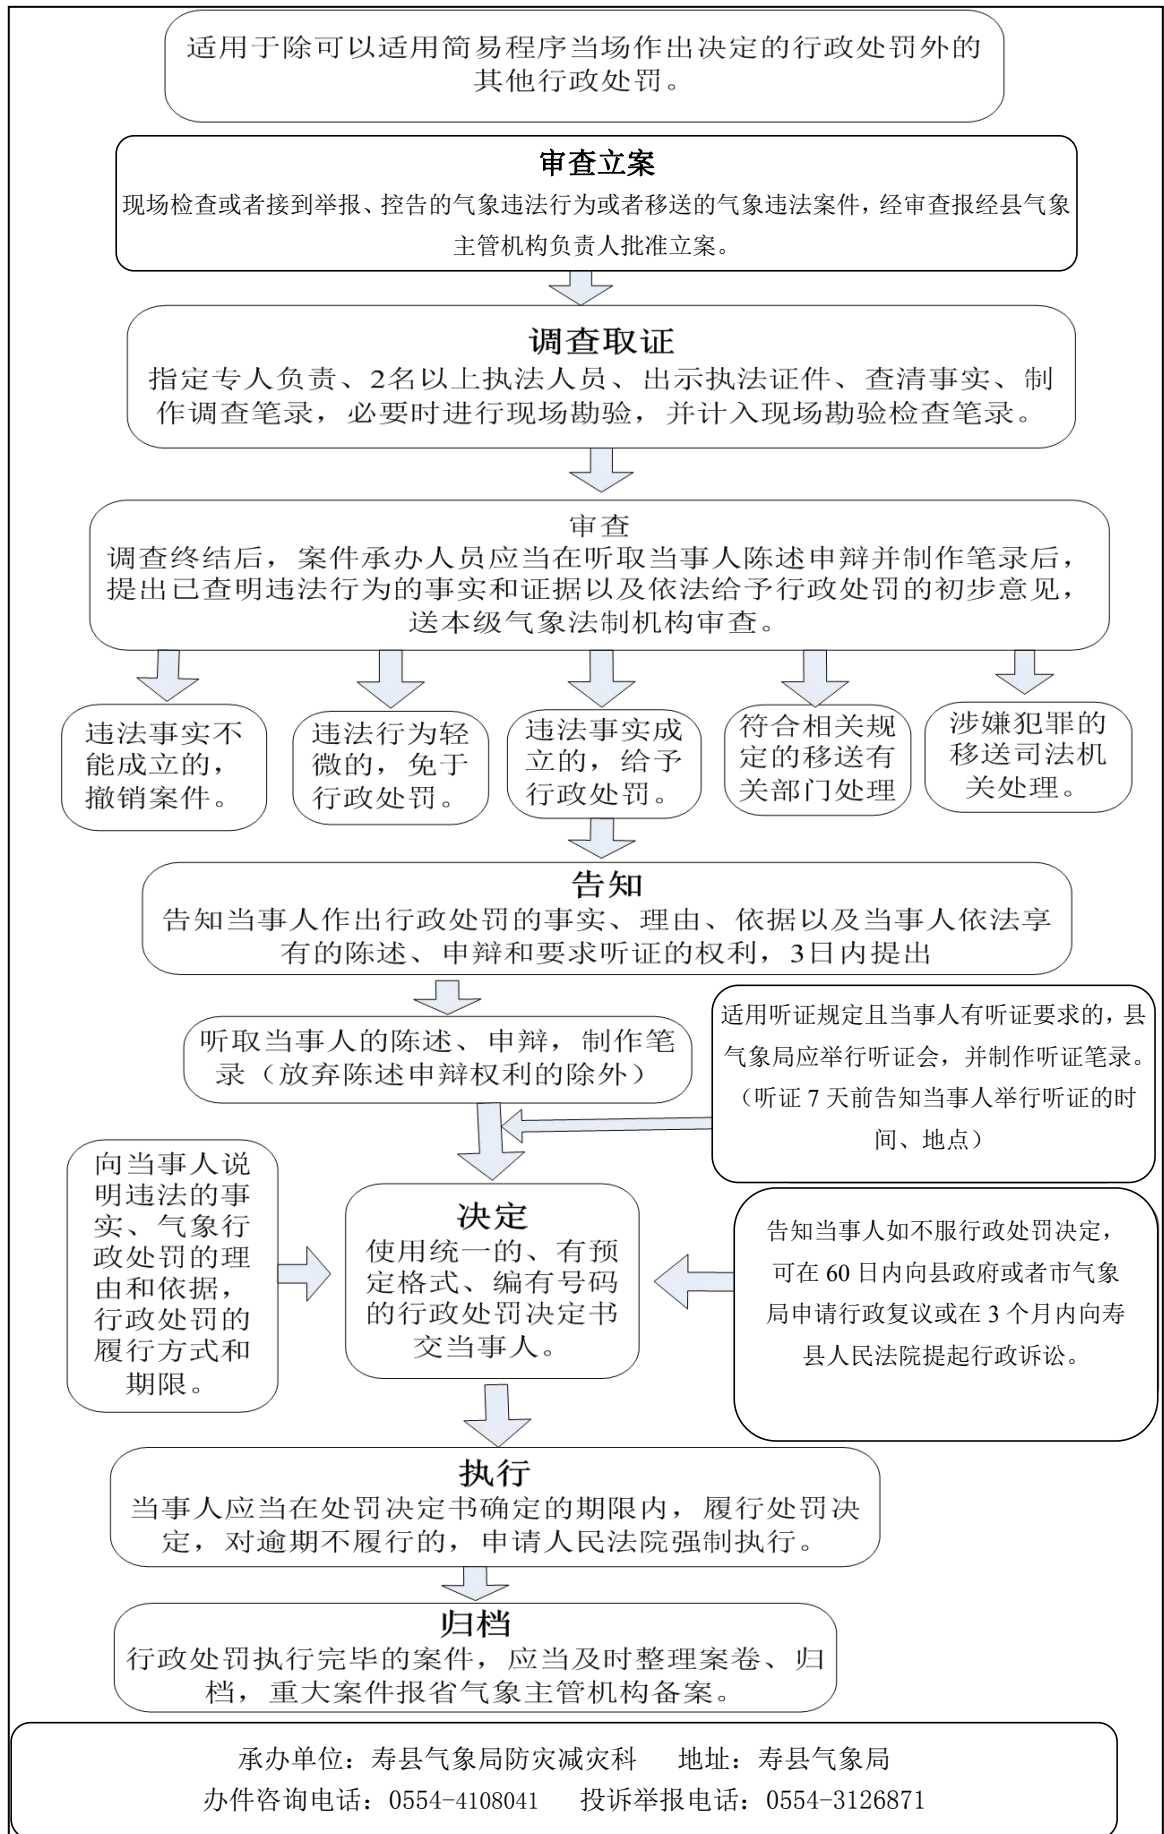 适用于除可以适用简易程序当场作出决定的行政处罚外的
其他行政处罚。
审查立案
现场检查或者接到举报、控告的气象违法行为或者移送的气象违法案件，经审查报经县气象
主管机构负责人批准立案。
调查取证
指定专人负责、2名以上执法人员、出示执法证件、查清事实、制
作调查笔录，必要时进行现场勘验，并计入现场勘验检查笔录。
审查
调查终结后，案件承办人员应当在听取当事人陈述申辩并制作笔录后，
提出已查明违法行为的事实和证据以及依法给予行政处罚的初步意见，
送本级气象法制机构审查。
违法事实不
能成立的，
撤销案件。
违法行为轻
微的，免于
行政处罚。
违法事实成
立的，给予
行政处罚。
符合相关规
定的移送有
关部门处理
涉嫌犯罪的
移送司法机
关处理。
告知
告知当事人作出行政处罚的事实、理由、依据以及当事人依法享
有的陈述、申辩和要求听证的权利，3日内提出
听取当事人的陈述、申辩，制作笔
录（放弃陈述申辩权利的除外）
适用听证规定且当事人有听证要求的，县
气象局应举行听证会，并制作听证笔录。
（听证 7 天前告知当事人举行听证的时
间、地点）
向当事人说
明违法的事
实、气象行
政处罚的理
由和依据，
行政处罚的
履行方式和
期限。
决定
使用统一的、有预
定格式、编有号码
的行政处罚决定书
交当事人。
告知当事人如不服行政处罚决定，
可在 60 日内向县政府或者市气象
局申请行政复议或在 3 个月内向寿
县人民法院提起行政诉讼。
执行
当事人应当在处罚决定书确定的期限内，履行处罚决
定，对逾期不履行的，申请人民法院强制执行。
归档
行政处罚执行完毕的案件，应当及时整理案卷、归
档，重大案件报省气象主管机构备案。
承办单位：寿县气象局防灾减灾科 地址：寿县气象局
办件咨询电话：0554-4108041 投诉举报电话：0554-3126871